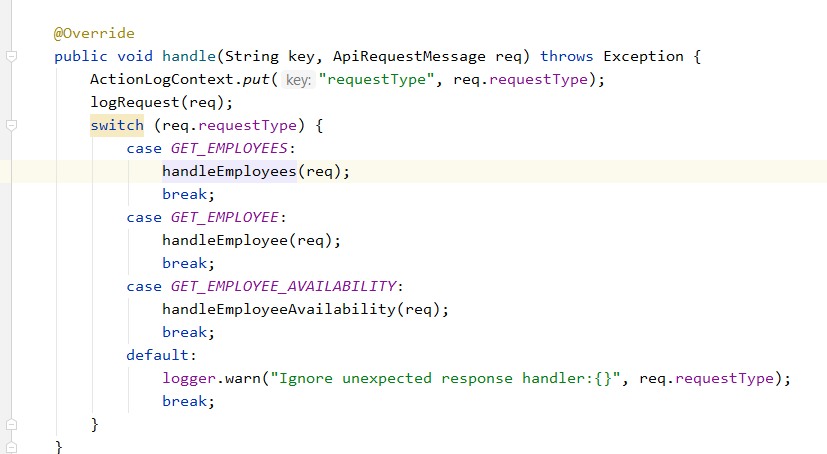 @Override
public void handle(String key, ApiRequestMessage req) throws Exception {
ActionLogContext.put( key: "requestType", req.requestType);
logRequest(req);
switch (req.requestType) {
case GET_EMPLOYEES:
handleEmployees(req);
break;
case GET_EMPLOYEE:
handleEmployee(req);
break;
case GET_EMPLOYEE_AVAILABILITY:
handleEmployeeAvailability(req);
break;
default:
logger.warn("Ignore unexpected response handler:{}", req.requestType);
break;
}
}